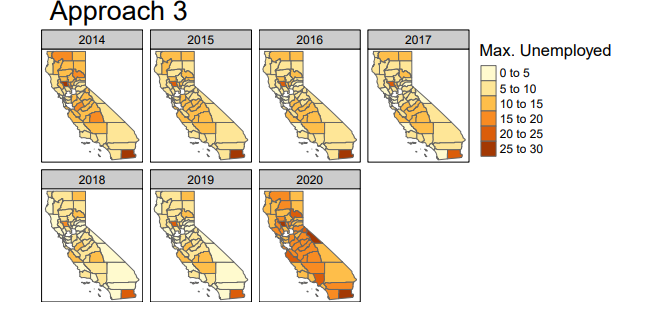 Approach 3
2014
2015
2016
2017
Max. Unemployed
0 to 5
5 to 10
10 to 15
15 to 20
20 to 25
25 to 30
2018
2019
2020